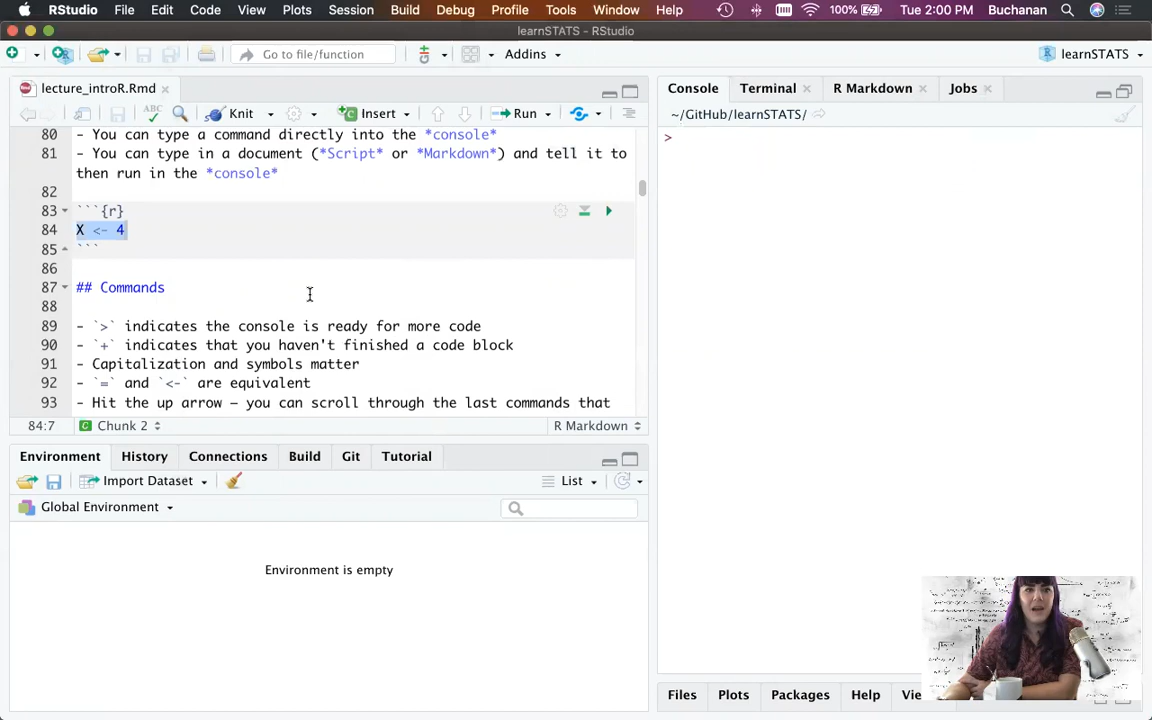 RStudio File Edit Code View Plots Session Build Debug Profile Tools Window Help 100% Tue 2:00 PM Buchanan
learnSTATS - RStudio
Go to file/function Addins learnSTATS
lecture_introR.Rmd
ABC Knit Insert Run
80 - You can type a command directly into the *console*
81 - You can type in a document (*Script* or *Markdown*) and tell it to
then run in the *console*
82
83 ```{r}
84 X <- 4
85 ```
86
87 ## Commands
88
89 - `>` indicates the console is ready for more code
90 - `+` indicates that you haven't finished a code block
91 - Capitalization and symbols matter
92 - `=` and `<-` are equivalent
93 - Hit the up arrow – you can scroll through the last commands that
84:7 Chunk 2 R Markdown
Environment History Connections Build Git Tutorial
Import Dataset List
Global Environment
Environment is empty
Console Terminal R Markdown Jobs
~/GitHub/learnSTATS/
>
Files Plots Packages Help Vie